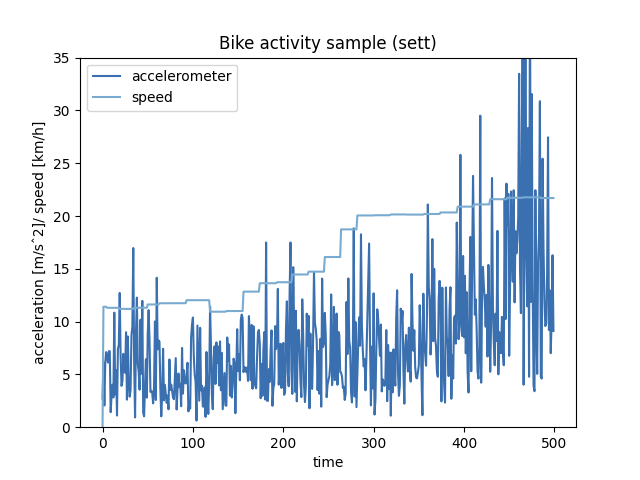 Bike activity sample (sett)
accelerometer
speed
acceleration [m/s^2]/ speed [km/h]
35
30
25
20
15
10
5
0
0 100 200 300 400 500
time